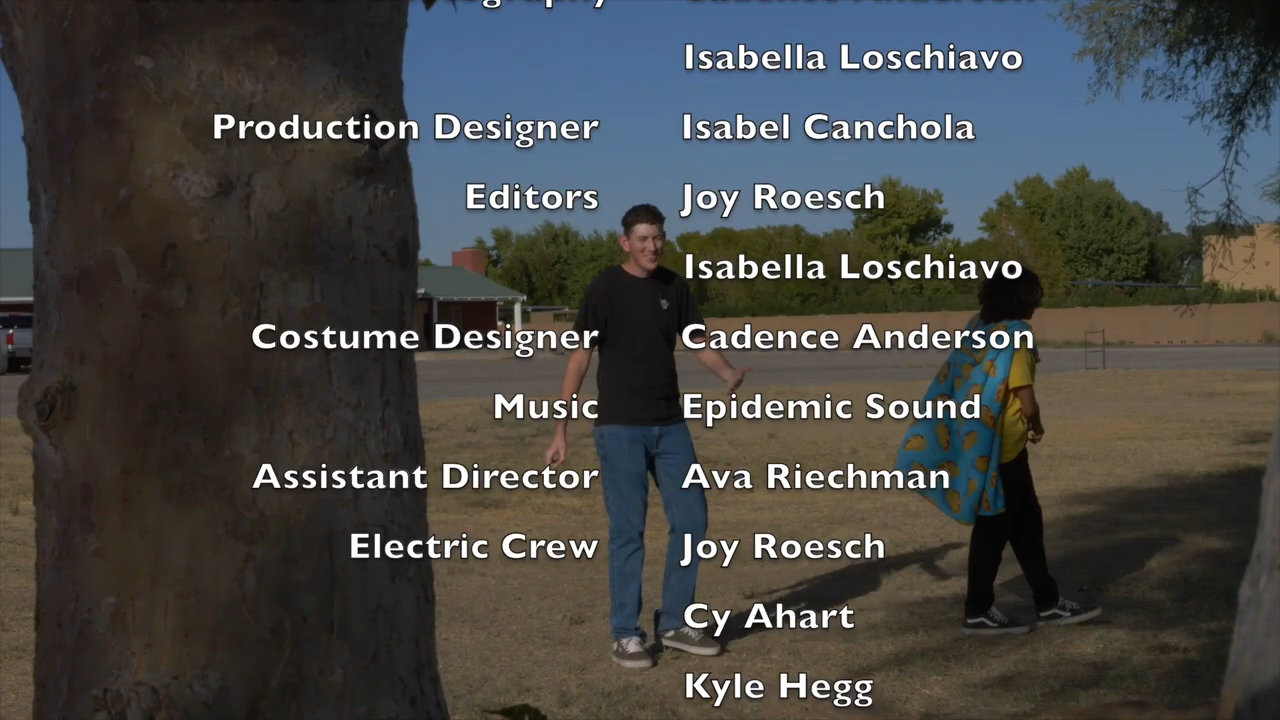 Isabella Loschiavo
Production Designer Isabel Canchola
Editors Joy Roesch
Isabella Loschiavo
Costume Designer Cadence Anderson
Music Epidemic Sound
Assistant Director Ava Riechman
Electric Crew Joy Roesch
Cy Ahart
Kyle Hegg